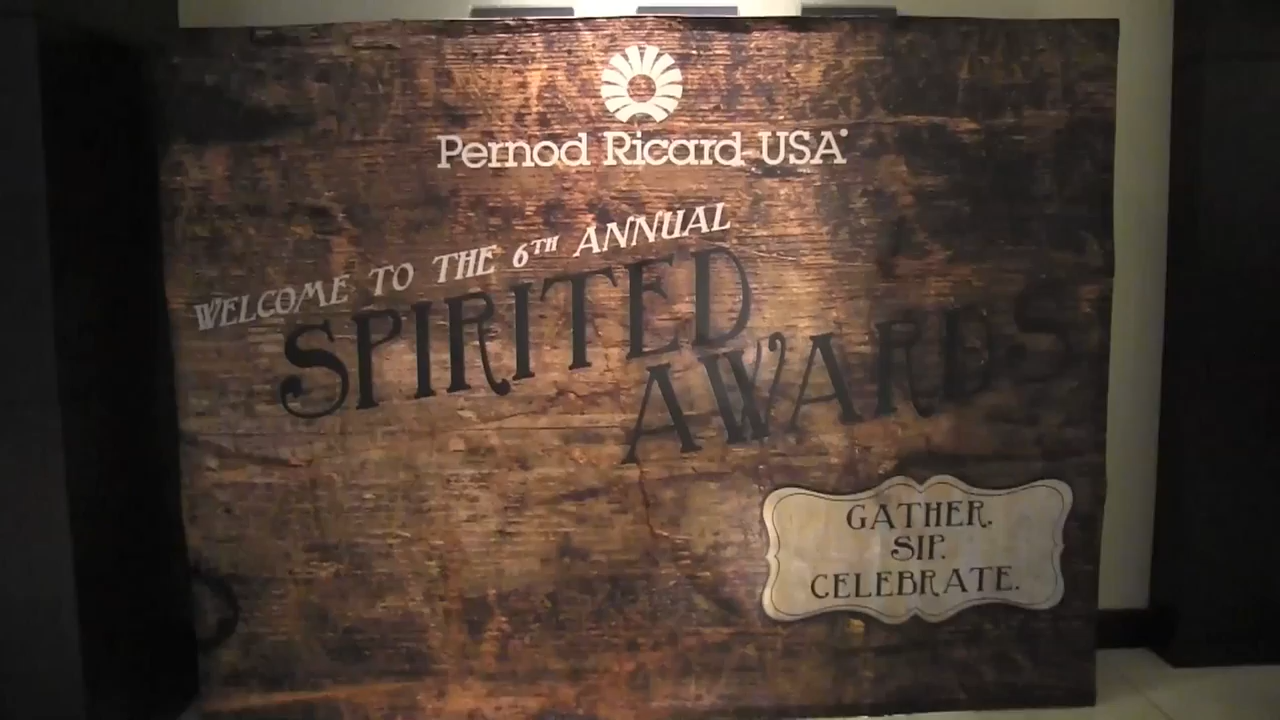 Pernod Ricard USA
WELCOME TO THE 6TH ANNUAL
SPIRITED
AWARDS
GATHER.
SIP.
CELEBRATE.